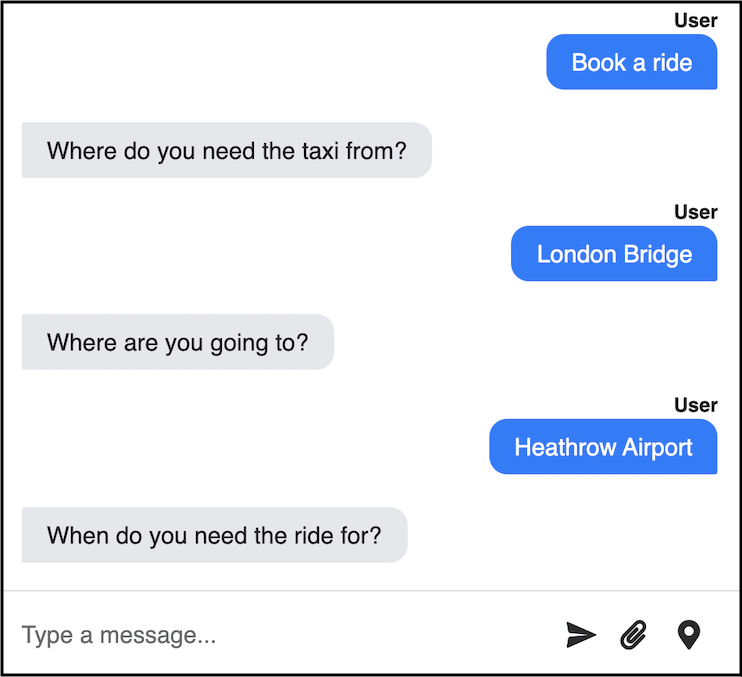 User
Book a ride
Where do you need the taxi from?
User
London Bridge
Where are you going to?
User
Heathrow Airport
When do you need the ride for?
Type a message...